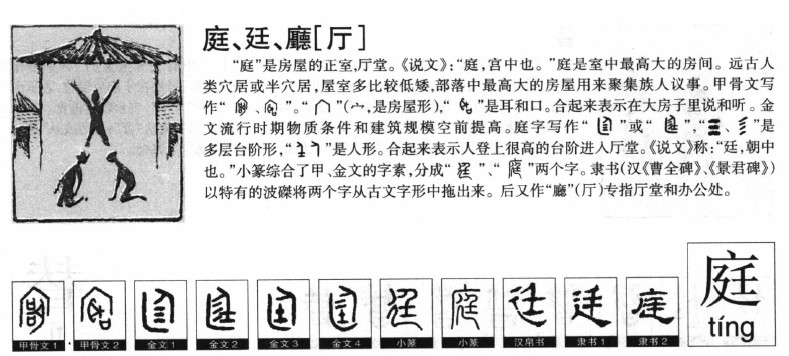 庭、廷、廳[厅]
“庭”是房屋的正室,厅堂。《说文》:“庭,宫中也。”庭是室中最高大的房间。远古人
类穴居或半穴居,屋室多比较低矮,部落中最高大的房屋用来聚集族人议事。甲骨文写
作“ 、 ”。“ ”(宀,是房屋形),“ ”是耳和口。合起来表示在大房子里说和听。金
文流行时期物质条件和建筑规模空前提高。庭字写作“ ”或“ ”,“ 、 ”是
多层台阶形,“ ”是人形。合起来表示人登上很高的台阶进入厅堂。《说文》称:“廷,朝中
也。”小篆综合了甲、金文的字素,分成“ ”、“ ”两个字。隶书(汉《曹全碑》、《景君碑》)
以特有的波磔将两个字从古文字形中拖出来。后又作“廳”(厅)专指厅堂和办公处。
甲骨文1 甲骨文2 金文1 金文2 金文3 金文4 小篆 小篆 汉帛书 隶书1 隶书2
庭
tíng